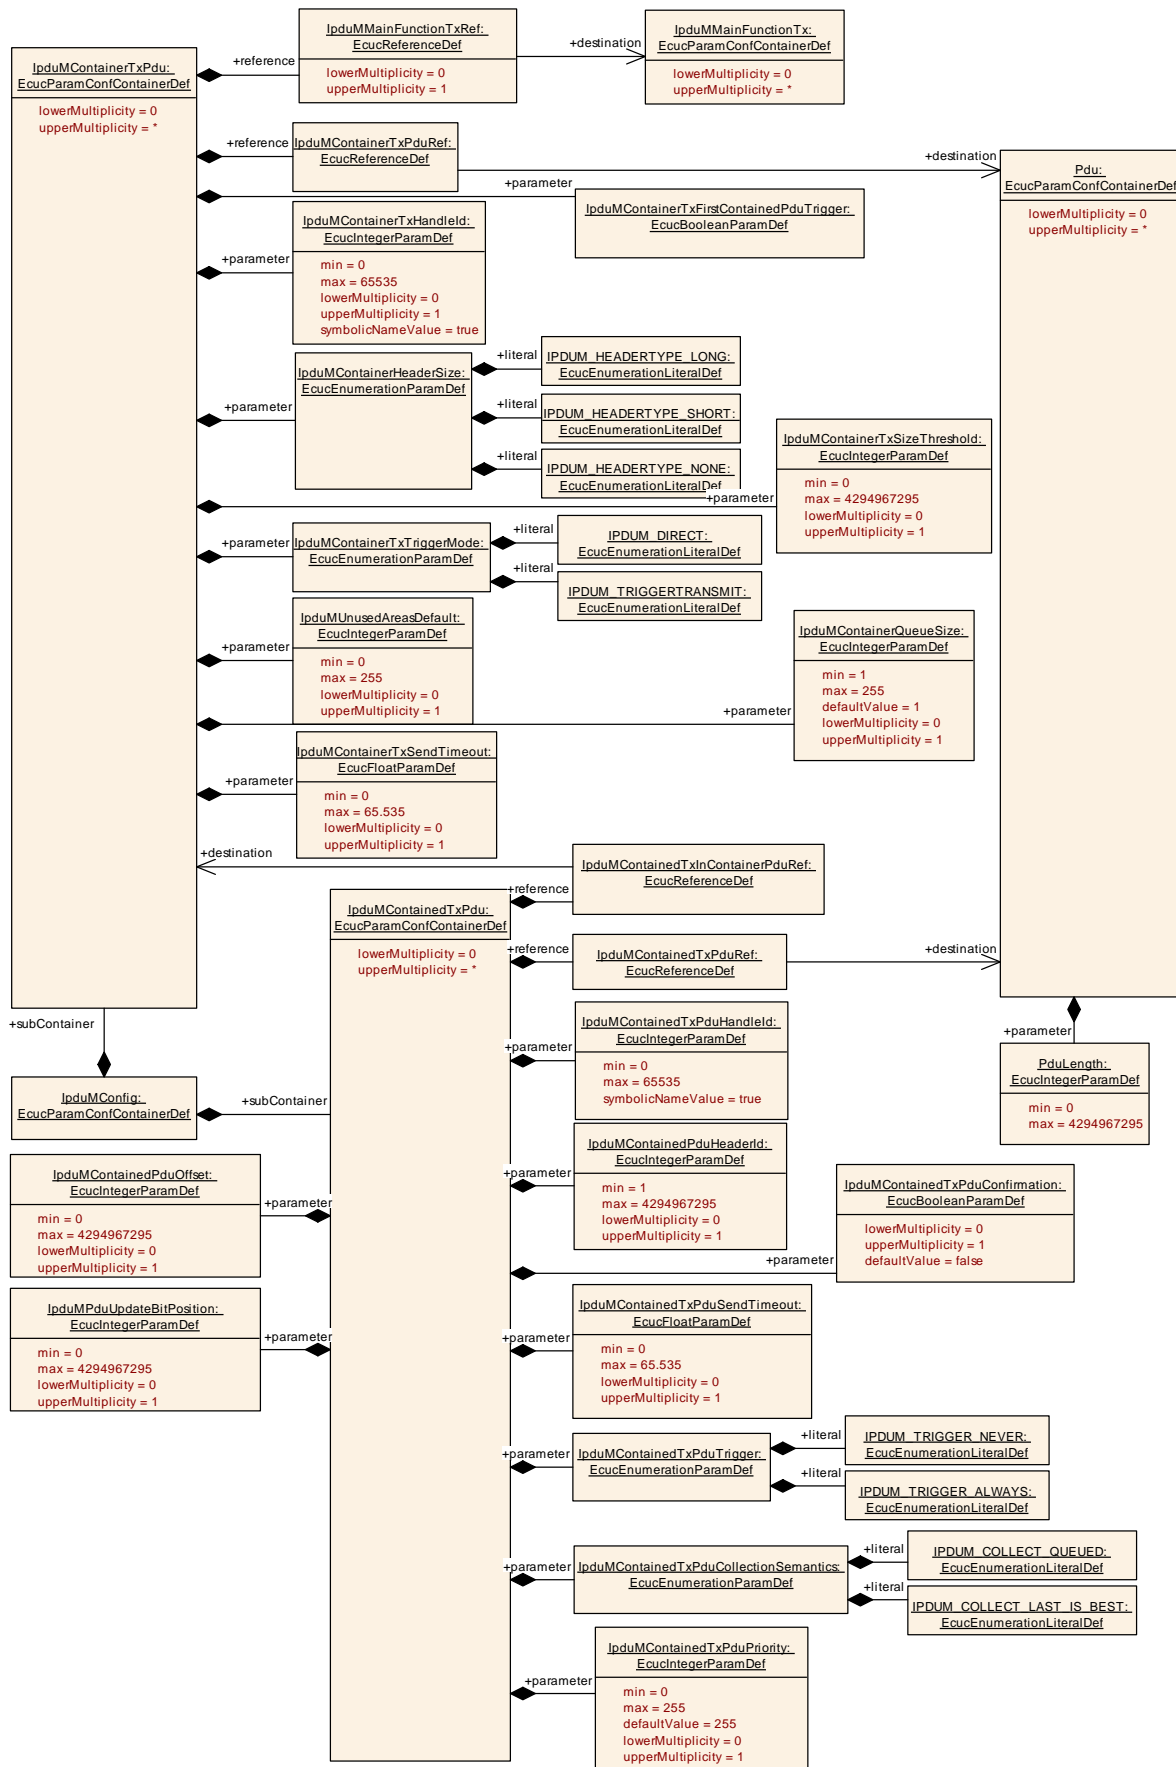 IpduMMainFunctionTxRef:
EcucReferenceDef
lowerMultiplicity = 0
upperMultiplicity = 1
+destination
IpduMMainFunctionTx:
EcucParamConfContainerDef
lowerMultiplicity = 0
upperMultiplicity = *
IpduMContainerTxPdu:
EcucParamConfContainerDef
lowerMultiplicity = 0
upperMultiplicity = *
+reference
+reference
IpduMContainerTxPduRef:
EcucReferenceDef
+destination
Pdu:
EcucParamConfContainerDef
lowerMultiplicity = 0
upperMultiplicity = *
+parameter
IpduMContainerTxFirstContainedPduTrigger:
EcucBooleanParamDef
IpduMContainerTxHandleId:
EcucIntegerParamDef
min = 0
max = 65535
lowerMultiplicity = 0
upperMultiplicity = 1
symbolicNameValue = true
+parameter
IpduMContainerHeaderSize:
EcucEnumerationParamDef
+parameter
+literal
IPDUM_HEADERTYPE_LONG:
EcucEnumerationLiteralDef
+literal
IPDUM_HEADERTYPE_SHORT:
EcucEnumerationLiteralDef
+literal
IPDUM_HEADERTYPE_NONE:
EcucEnumerationLiteralDef
+parameter
IpduMContainerTxSizeThreshold:
EcucIntegerParamDef
min = 0
max = 4294967295
lowerMultiplicity = 0
upperMultiplicity = 1
+parameter
IpduMContainerTxTriggerMode:
EcucEnumerationParamDef
+literal
IPDUM_DIRECT:
EcucEnumerationLiteralDef
+literal
IPDUM_TRIGGERTRANSMIT:
EcucEnumerationLiteralDef
+parameter
IpduMUnusedAreasDefault:
EcucIntegerParamDef
min = 0
max = 255
lowerMultiplicity = 0
upperMultiplicity = 1
+parameter
IpduMContainerQueueSize:
EcucIntegerParamDef
min = 1
max = 255
defaultValue = 1
lowerMultiplicity = 0
upperMultiplicity = 1
+parameter
IpduMContainerTxSendTimeout:
EcucFloatParamDef
min = 0
max = 65.535
lowerMultiplicity = 0
upperMultiplicity = 1
+destination
IpduMContainedTxInContainerPduRef:
EcucReferenceDef
+reference
IpduMContainedTxPdu:
EcucParamConfContainerDef
lowerMultiplicity = 0
upperMultiplicity = *
+reference
IpduMContainedTxPduRef:
EcucReferenceDef
+destination
+parameter
IpduMContainedTxPduHandleId:
EcucIntegerParamDef
min = 0
max = 65535
symbolicNameValue = true
+parameter
PduLength:
EcucIntegerParamDef
min = 0
max = 4294967295
+subContainer
IpduMConfig:
EcucParamConfContainerDef
+subContainer
+parameter
IpduMContainedPduHeaderId:
EcucIntegerParamDef
min = 1
max = 4294967295
lowerMultiplicity = 0
upperMultiplicity = 1
IpduMContainedPduOffset:
EcucIntegerParamDef
min = 0
max = 4294967295
lowerMultiplicity = 0
upperMultiplicity = 1
+parameter
+parameter
IpduMContainedTxPduConfirmation:
EcucBooleanParamDef
lowerMultiplicity = 0
upperMultiplicity = 1
defaultValue = false
IpduMPduUpdateBitPosition:
EcucIntegerParamDef
min = 0
max = 4294967295
lowerMultiplicity = 0
upperMultiplicity = 1
+parameter
+parameter
IpduMContainedTxPduSendTimeout:
EcucFloatParamDef
min = 0
max = 65.535
lowerMultiplicity = 0
upperMultiplicity = 1
+parameter
IpduMContainedTxPduTrigger:
EcucEnumerationParamDef
+literal
IPDUM_TRIGGER_NEVER:
EcucEnumerationLiteralDef
+literal
IPDUM_TRIGGER_ALWAYS:
EcucEnumerationLiteralDef
+parameter
IpduMContainedTxPduCollectionSemantics:
EcucEnumerationParamDef
+literal
IPDUM_COLLECT_QUEUED:
EcucEnumerationLiteralDef
+literal
IPDUM_COLLECT_LAST_IS_BEST:
EcucEnumerationLiteralDef
+parameter
IpduMContainedTxPduPriority:
EcucIntegerParamDef
min = 0
max = 255
defaultValue = 255
lowerMultiplicity = 0
upperMultiplicity = 1